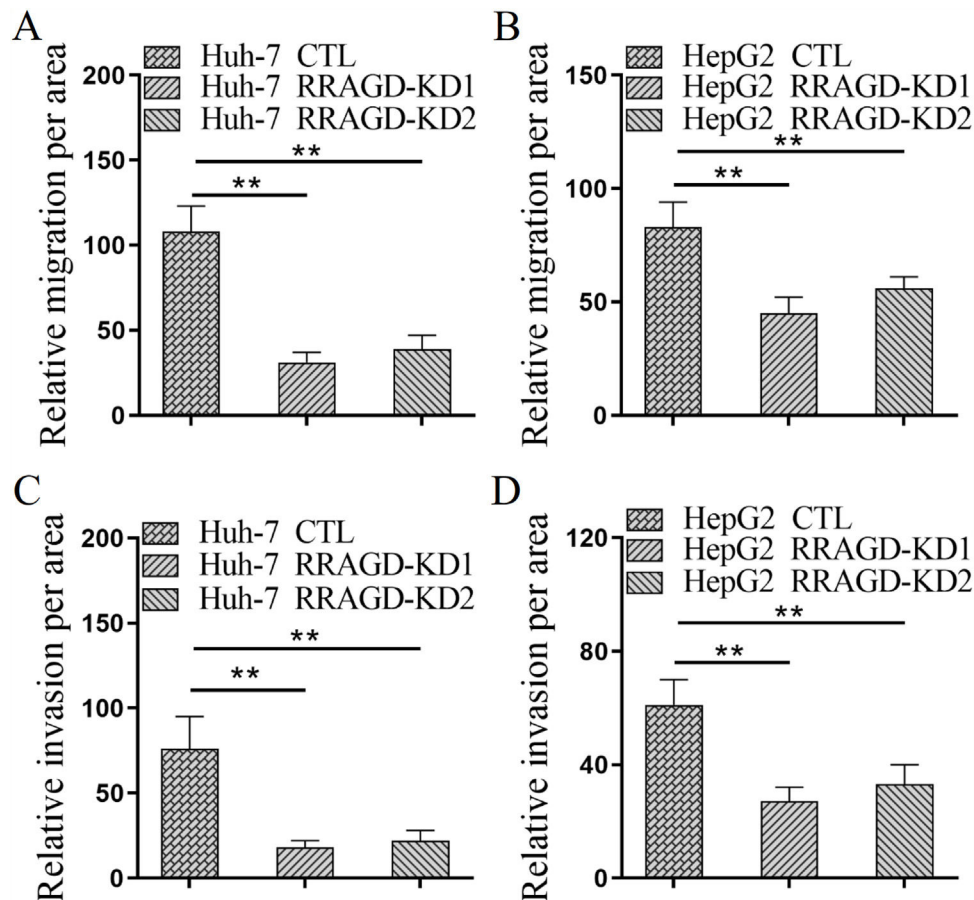 A
Relative migration per area
Huh-7 CTL
Huh-7 RRAGD-KD1
Huh-7 RRAGD-KD2
200
150
100
50
0
**
**
B
Relative migration per area
HepG2 CTL
HepG2 RRAGD-KD1
HepG2 RRAGD-KD2
150
100
50
0
**
**
C
Relative invasion per area
Huh-7 CTL
Huh-7 RRAGD-KD1
Huh-7 RRAGD-KD2
200
150
100
50
0
**
**
D
Relative invasion per area
HepG2 CTL
HepG2 RRAGD-KD1
HepG2 RRAGD-KD2
120
80
40
0
**
**